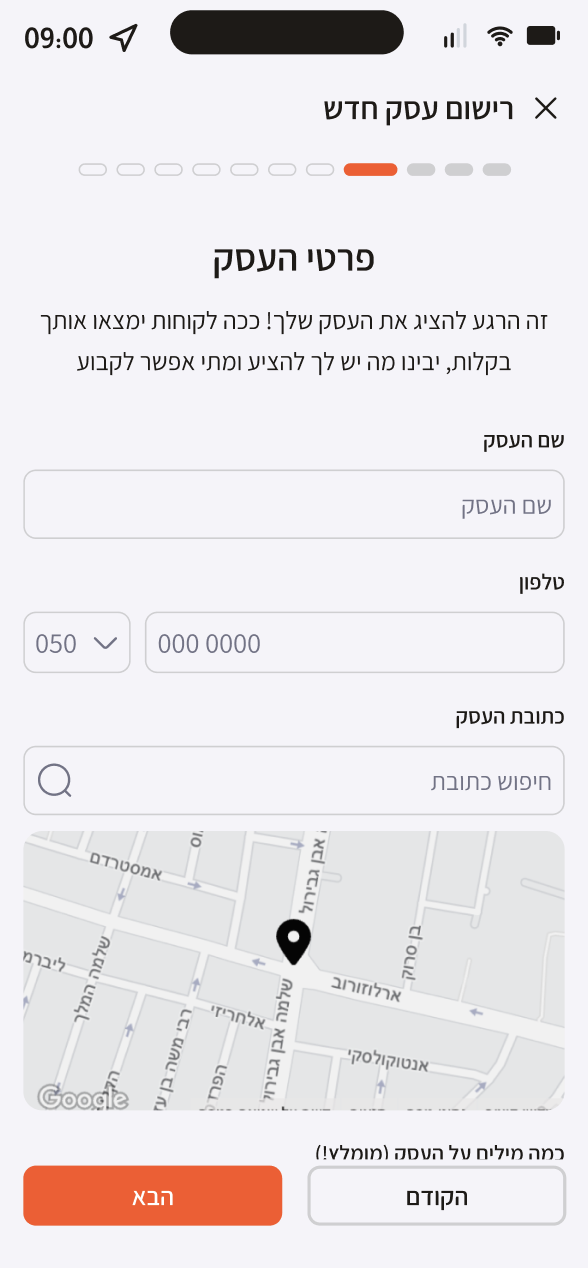 09:00
רישום עסק חדש
פרטי העסק
זה הרגע להציג את העסק שלך! ככה לקוחות ימצאו אותך
בקלות, יבינו מה יש לך להציע ומתי אפשר לקבוע
שם העסק
שם העסק
טלפון
050
000 0000
כתובת העסק
חיפוש כתובת
אמסטרדם
אבן גבירול
בן סרוק
שלמה המלך
ארלוזורוב
אלחריזי
שלמה אבן גבירול
רבי משה בן
אנטוקולסקי
Google
כמה מילים על העסק (מומלץ!)
הקודם
הבא